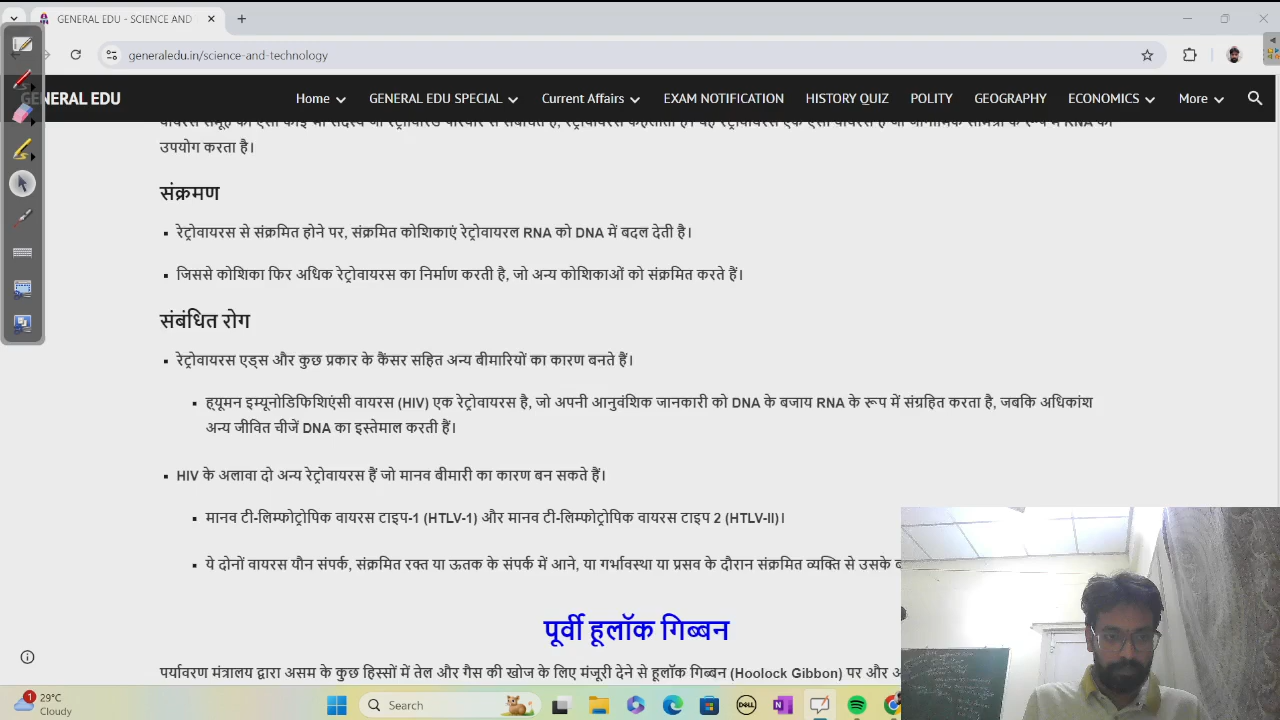 GENERAL EDU - SCIENCE AND
generaledu.in/science-and-technology
GENERAL EDU
Home GENERAL EDU SPECIAL Current Affairs EXAM NOTIFICATION HISTORY QUIZ POLITY GEOGRAPHY ECONOMICS More
उपयोग करता है।
संक्रमण
रेट्रोवायरस से संक्रमित होने पर, संक्रमित कोशिकाएं रेट्रोवायरल RNA को DNA में बदल देती है।
जिससे कोशिका फिर अधिक रेट्रोवायरस का निर्माण करती है, जो अन्य कोशिकाओं को संक्रमित करते हैं।
संबंधित रोग
रेट्रोवायरस एड्स और कुछ प्रकार के कैंसर सहित अन्य बीमारियों का कारण बनते हैं।
ह्यूमन इम्यूनोडिफिशिएंसी वायरस (HIV) एक रेट्रोवायरस है, जो अपनी आनुवंशिक जानकारी को DNA के बजाय RNA के रूप में संग्रहित करता है, जबकि अधिकांश
अन्य जीवित चीजें DNA का इस्तेमाल करती हैं।
HIV के अलावा दो अन्य रेट्रोवायरस हैं जो मानव बीमारी का कारण बन सकते हैं।
मानव टी-लिम्फोट्रोपिक वायरस टाइप-1 (HTLV-1) और मानव टी-लिम्फोट्रोपिक वायरस टाइप 2 (HTLV-II)।
ये दोनों वायरस यौन संपर्क, संक्रमित रक्त या ऊतक के संपर्क में आने, या गर्भावस्था या प्रसव के दौरान संक्रमित व्यक्ति से उसके
पूर्वी हूलॉक गिब्बन
पर्यावरण मंत्रालय द्वारा असम के कुछ हिस्सों में तेल और गैस की खोज के लिए मंजूरी देने से हूलॉक गिब्बन (Hoolock Gibbon) पर और
1
29°C
Cloudy
Search
DELL